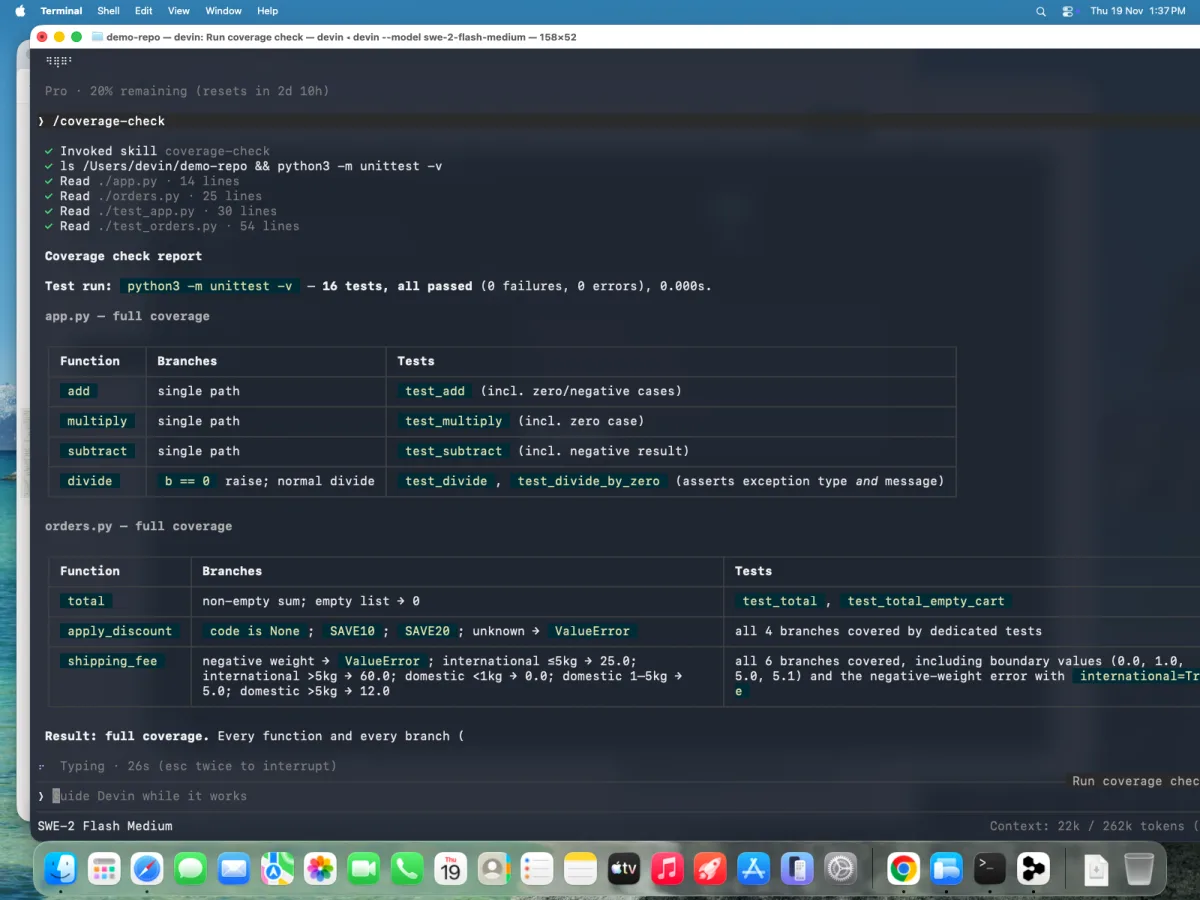 Terminal Shell Edit View Window Help Thu 19 Nov 1:37 PM
demo-repo — devin: Run coverage check — devin • devin --model swe-2-flash-medium — 158×52
Pro · 20% remaining (resets in 2d 10h)
❯ /coverage-check
✓ Invoked skill coverage-check
✓ ls /Users/devin/demo-repo && python3 -m unittest -v
✓ Read ./app.py · 14 lines
✓ Read ./orders.py · 25 lines
✓ Read ./test_app.py · 30 lines
✓ Read ./test_orders.py · 54 lines
Coverage check report
Test run: python3 -m unittest -v — 16 tests, all passed (0 failures, 0 errors), 0.000s.
app.py — full coverage
Function Branches Tests
add single path test_add (incl. zero/negative cases)
multiply single path test_multiply (incl. zero case)
subtract single path test_subtract (incl. negative result)
divide b == 0 raise; normal divide test_divide , test_divide_by_zero (asserts exception type and message)
orders.py — full coverage
Function Branches Tests
total non-empty sum; empty list → 0 test_total , test_total_empty_cart
apply_discount code is None ; SAVE10 ; SAVE20 ; unknown → ValueError all 4 branches covered by dedicated tests
shipping_fee negative weight → ValueError ; international ≤5kg → 25.0; all 6 branches covered, including boundary values (0.0, 1.0,
international >5kg → 60.0; domestic <1kg → 0.0; domestic 1–5kg → 5.0, 5.1) and the negative-weight error with international=Tr
5.0; domestic >5kg → 12.0 e
Result: full coverage. Every function and every branch (
Typing · 26s (esc twice to interrupt)
Run coverage chec
❯ Guide Devin while it works
SWE-2 Flash Medium Context: 22k / 262k tokens (
Thu
19
tv